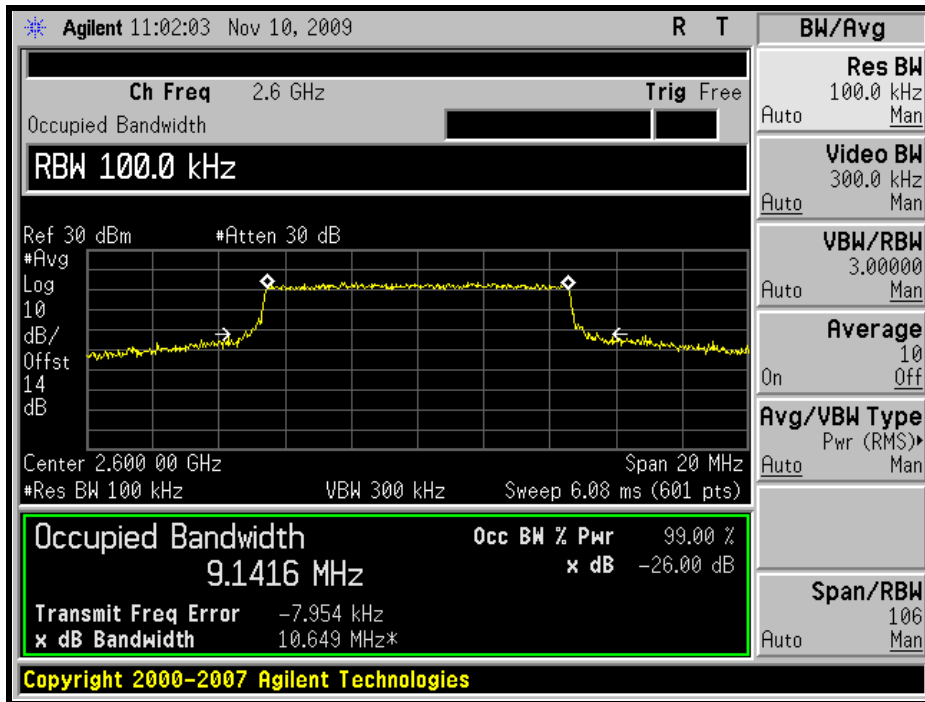 Agilent 11:02:03 Nov 10, 2009 R T
Ch Freq 2.6 GHz Trig Free
Occupied Bandwidth
RBW 100.0 kHz
Ref 30 dBm #Atten 30 dB
#Avg
Log
10
dB/
Offst
14
dB
Center 2.600 00 GHz Span 20 MHz
#Res BW 100 kHz VBW 300 kHz Sweep 6.08 ms (601 pts)
Occupied Bandwidth
9.1416 MHz
Occ BW % Pwr 99.00 %
x dB -26.00 dB
Transmit Freq Error -7.954 kHz
x dB Bandwidth 10.649 MHz*
Copyright 2000-2007 Agilent Technologies
BW/Avg
Res BW
100.0 kHz
Auto Man
Video BW
300.0 kHz
Auto Man
VBW/RBW
3.00000
Auto Man
Average
10
On Off
Avg/VBW Type
Pwr (RMS)▸
Auto Man
Span/RBW
106
Auto Man